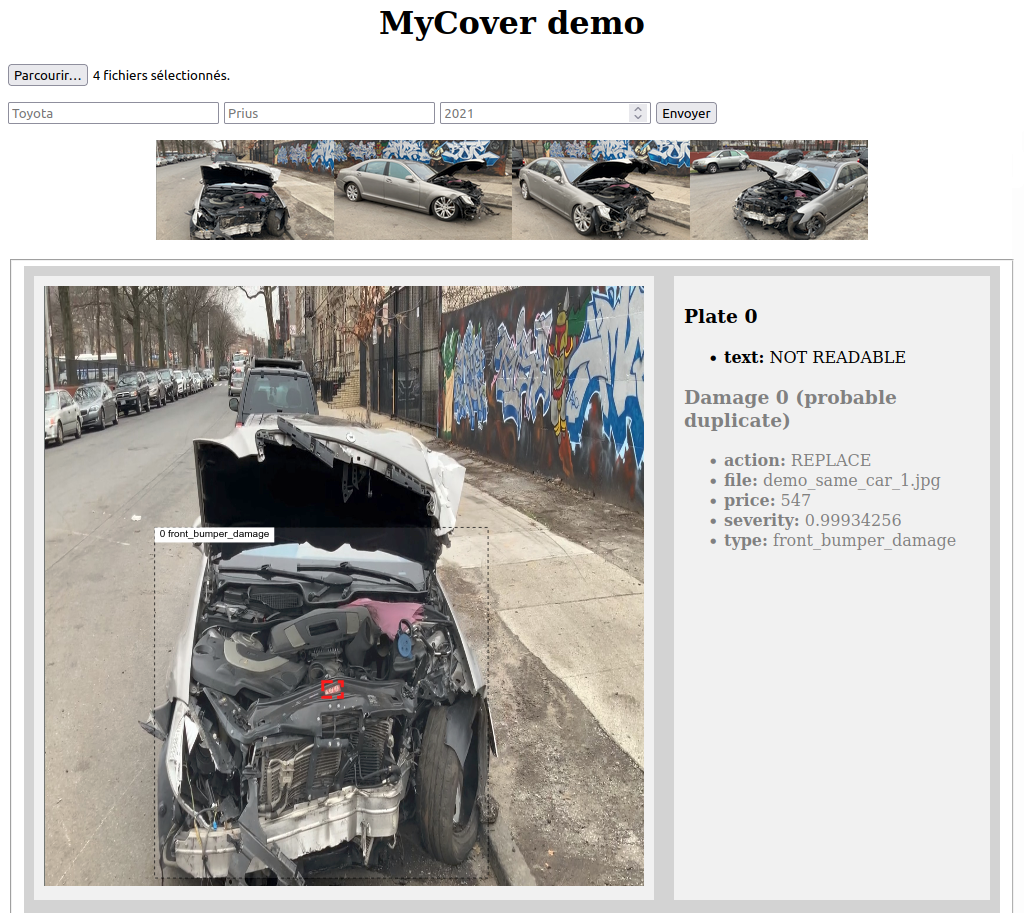 MyCover demo
Parcourir... 4 fichiers sélectionnés.
Toyota Prius 2021 Envoyer
0 front_bumper_damage
Plate 0
• text: NOT READABLE
Damage 0 (probable
duplicate)
• action: REPLACE
• file: demo_same_car_1.jpg
• price: 547
• severity: 0.99934256
• type: front_bumper_damage